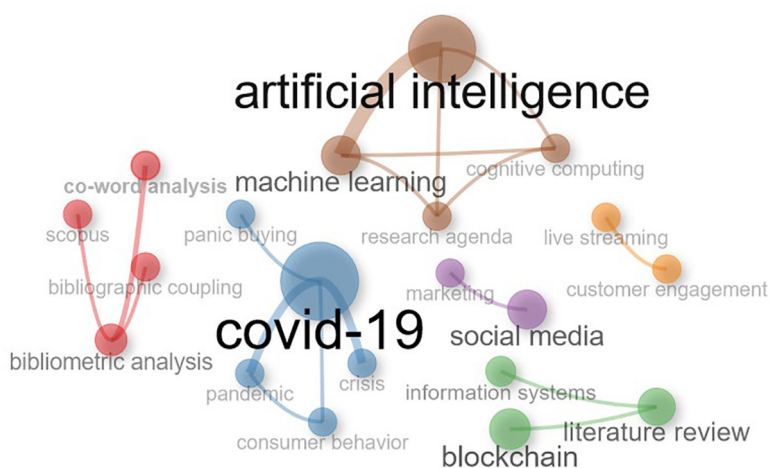 artificial intelligence
co-word analysis
machine learning
cognitive computing
scopus
panic buying
research agenda
live streaming
bibliographic coupling
marketing
customer engagement
covid-19
social media
bibliometric analysis
pandemic
crisis
information systems
consumer behavior
literature review
blockchain